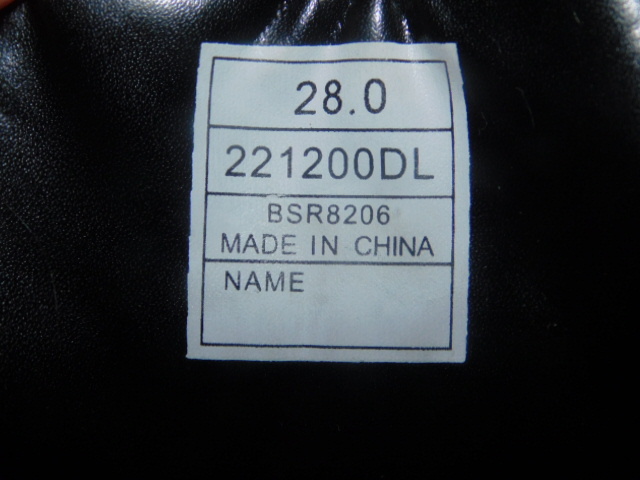 28.0
221200DL
BSR8206
MADE IN CHINA
NAME